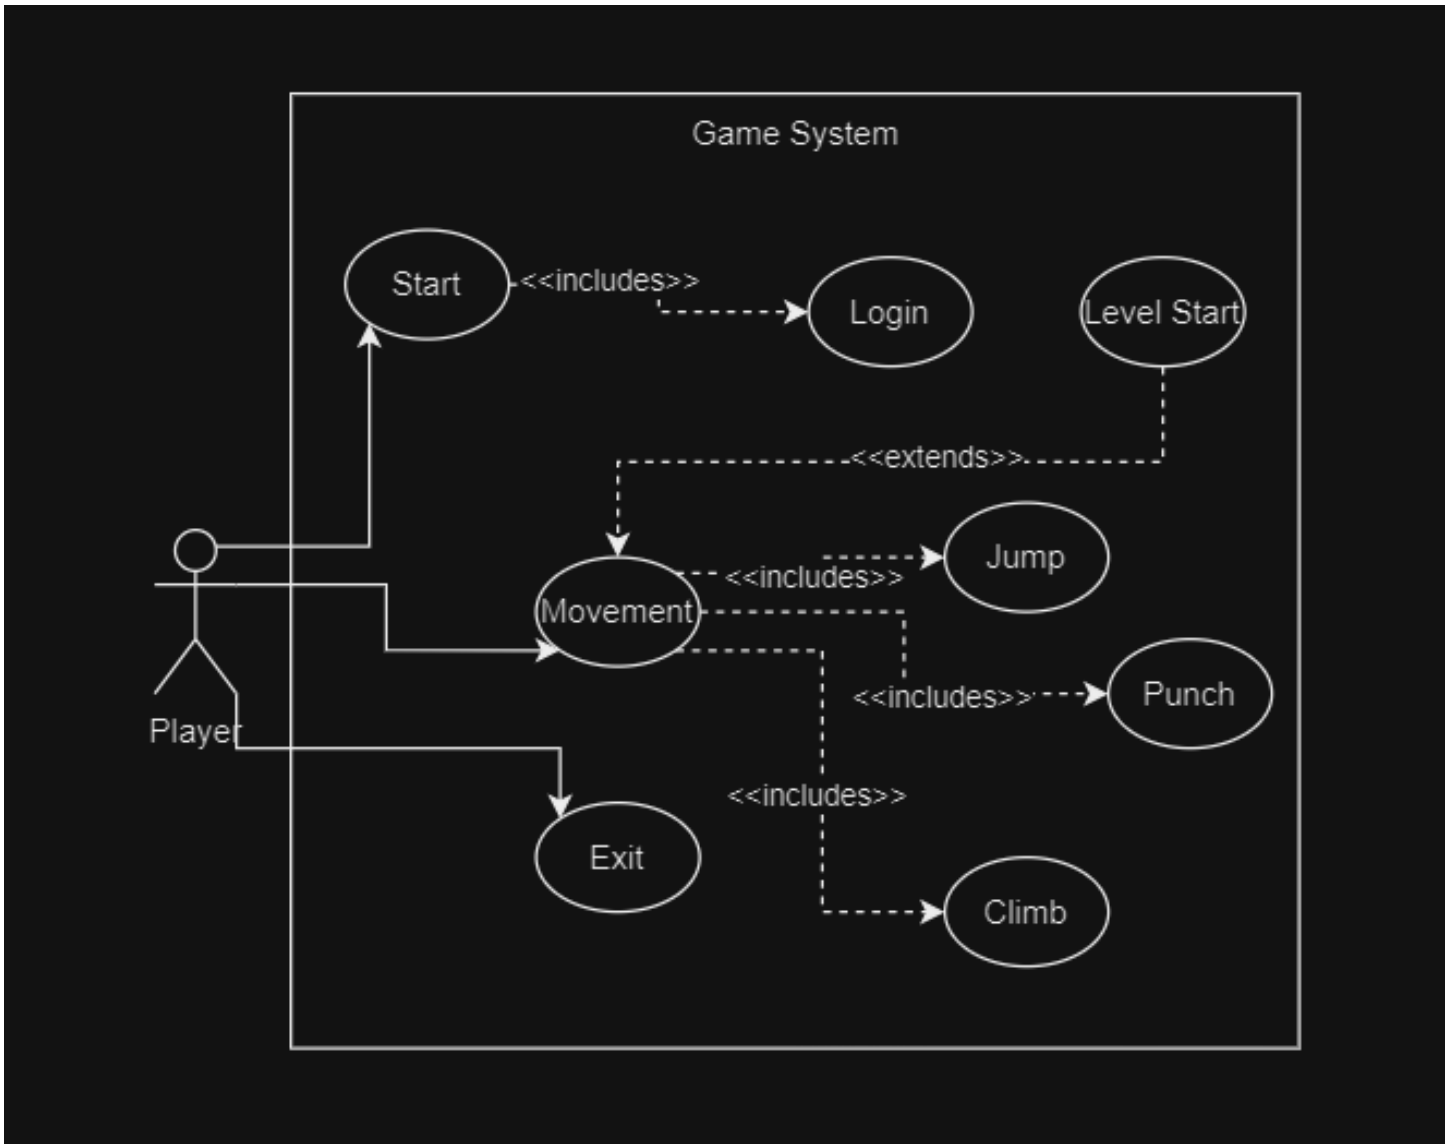 Game System
Start
<<includes>>
Login
Level Start
<<extends>>
Jump
<<includes>>
Movement
Punch
<<includes>>
Player
<<includes>>
Exit
Climb